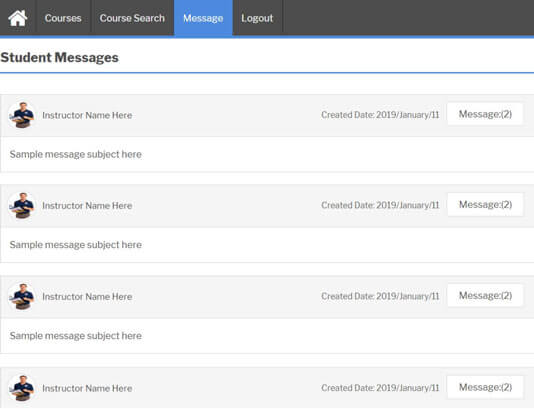 Courses Course Search Message Logout
Student Messages
Instructor Name Here Created Date: 2019/January/11 Message:(2)
Sample message subject here
Instructor Name Here Created Date: 2019/January/11 Message:(2)
Sample message subject here
Instructor Name Here Created Date: 2019/January/11 Message:(2)
Sample message subject here
Instructor Name Here Created Date: 2019/January/11 Message:(2)